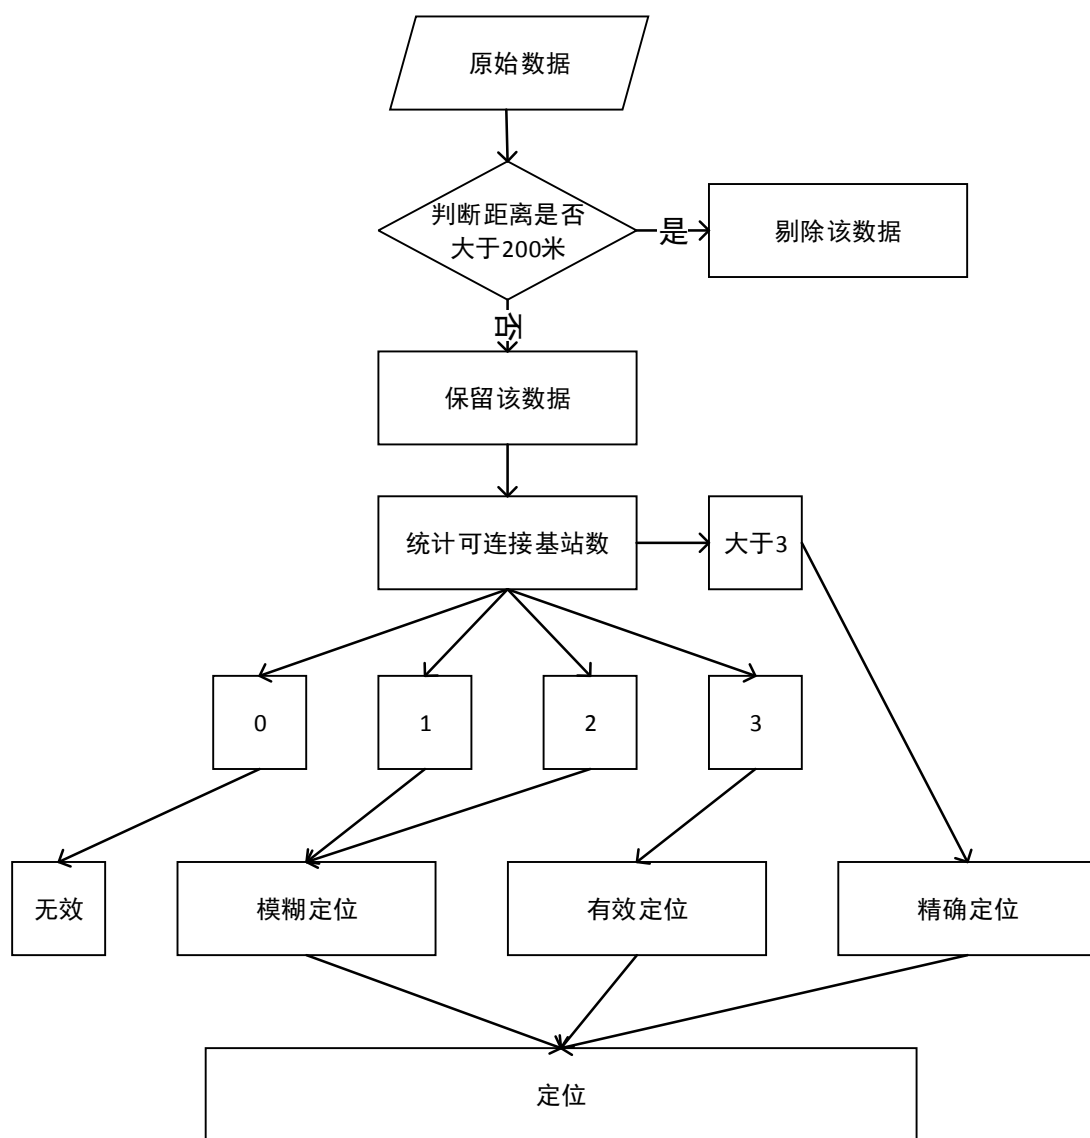 原始数据
判断距离是否
大于200米
是
剔除该数据
否
保留该数据
统计可连接基站数
大于3
0
1
2
3
无效
模糊定位
有效定位
精确定位
定位